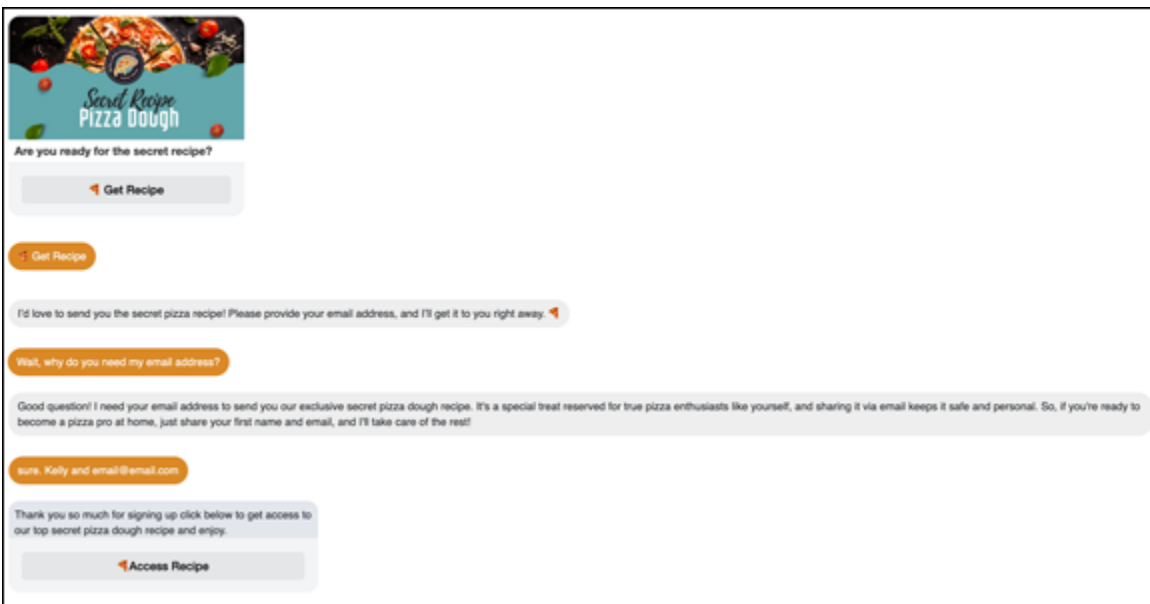 Secret Recipe
Pizza Dough
Are you ready for the secret recipe?
Get Recipe
Get Recipe
I'd love to send you the secret pizza recipe! Please provide your email address, and I'll get it to you right away.
Wait, why do you need my email address?
Good question! I need your email address to send you our exclusive secret pizza dough recipe. It's a special treat reserved for true pizza enthusiasts like yourself, and sharing it via email keeps it safe and personal. So, if you're ready to
become a pizza pro at home, just share your first name and email, and I'll take care of the rest!
sure. Kelly and email@email.com
Thank you so much for signing up click below to get access to
our top secret pizza dough recipe and enjoy.
Access Recipe